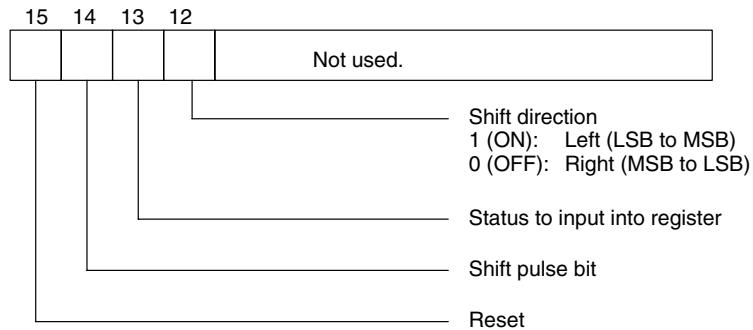 15 14 13 12
Not used.
Shift direction
1 (ON): Left (LSB to MSB)
0 (OFF): Right (MSB to LSB)
Status to input into register
Shift pulse bit
Reset